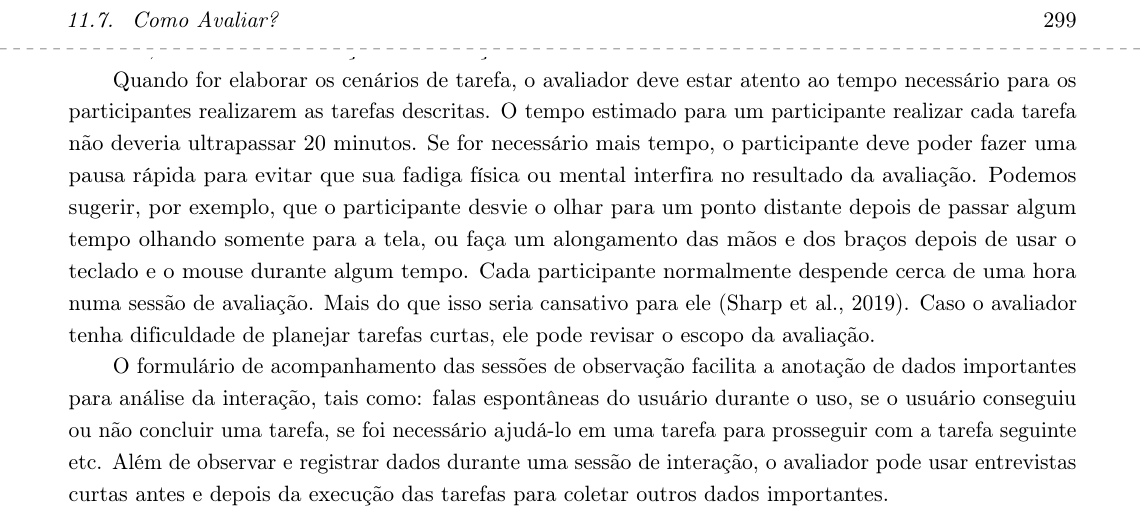 11.7. Como Avaliar? 299
Quando for elaborar os cenários de tarefa, o avaliador deve estar atento ao tempo necessário para os
participantes realizarem as tarefas descritas. O tempo estimado para um participante realizar cada tarefa
não deveria ultrapassar 20 minutos. Se for necessário mais tempo, o participante deve poder fazer uma
pausa rápida para evitar que sua fadiga física ou mental interfira no resultado da avaliação. Podemos
sugerir, por exemplo, que o participante desvie o olhar para um ponto distante depois de passar algum
tempo olhando somente para a tela, ou faça um alongamento das mãos e dos braços depois de usar o
teclado e o mouse durante algum tempo. Cada participante normalmente despende cerca de uma hora
numa sessão de avaliação. Mais do que isso seria cansativo para ele (Sharp et al., 2019). Caso o avaliador
tenha dificuldade de planejar tarefas curtas, ele pode revisar o escopo da avaliação.
O formulário de acompanhamento das sessões de observação facilita a anotação de dados importantes
para análise da interação, tais como: falas espontâneas do usuário durante o uso, se o usuário conseguiu
ou não concluir uma tarefa, se foi necessário ajudá-lo em uma tarefa para prosseguir com a tarefa seguinte
etc. Além de observar e registrar dados durante uma sessão de interação, o avaliador pode usar entrevistas
curtas antes e depois da execução das tarefas para coletar outros dados importantes.